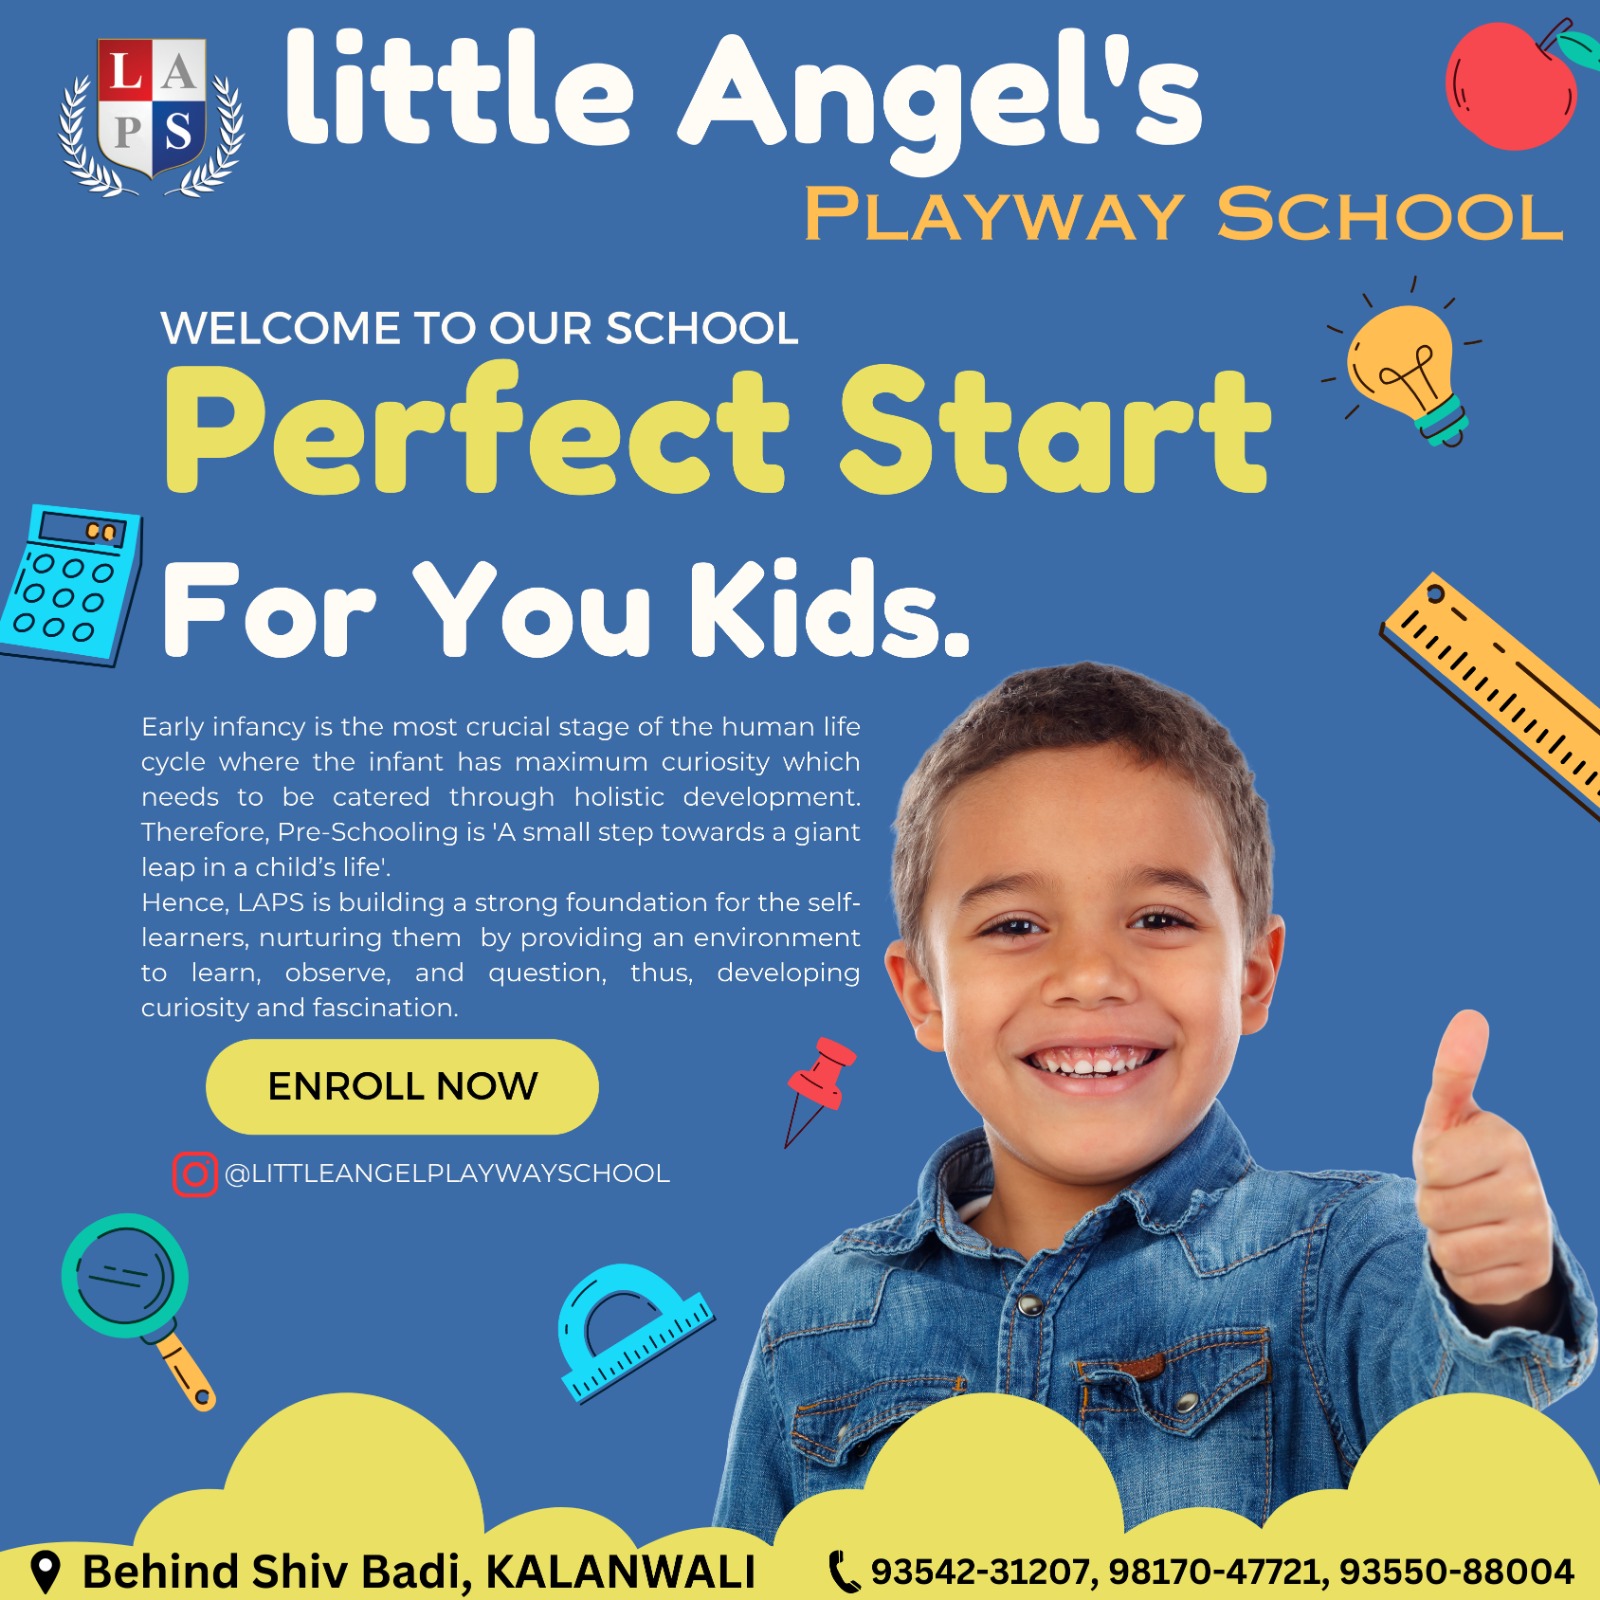 L A
P S
little Angel's
PLAYWAY SCHOOL
WELCOME TO OUR SCHOOL
Perfect Start
For You Kids.
Early infancy is the most crucial stage of the human life
cycle where the infant has maximum curiosity which
needs to be catered through holistic development.
Therefore, Pre-Schooling is 'A small step towards a giant
leap in a child’s life'.
Hence, LAPS is building a strong foundation for the self-
learners, nurturing them by providing an environment
to learn, observe, and question, thus, developing
curiosity and fascination.
ENROLL NOW
@LITTLEANGELPLAYWAYSCHOOL
Behind Shiv Badi, KALANWALI
93542-31207, 98170-47721, 93550-88004